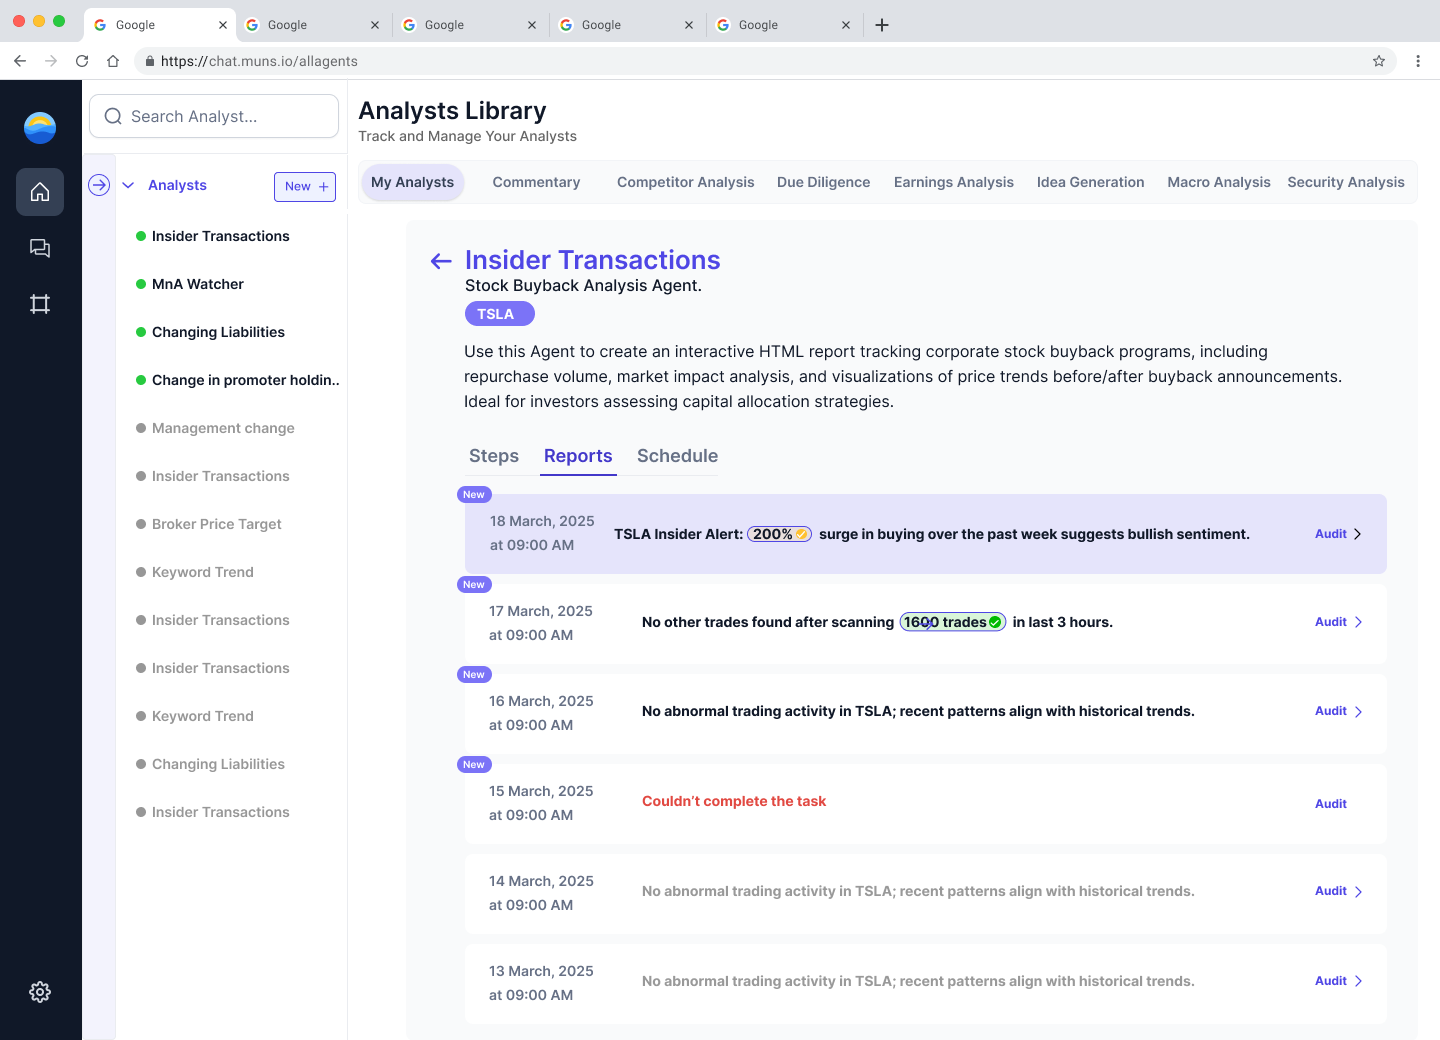 Google
Google
Google
Google
Google
https://chat.muns.io/allagents
Search Analyst...
Analysts
New +
Insider Transactions
MnA Watcher
Changing Liabilities
Change in promoter holdin..
Management change
Insider Transactions
Broker Price Target
Keyword Trend
Insider Transactions
Insider Transactions
Keyword Trend
Changing Liabilities
Insider Transactions
Analysts Library
Track and Manage Your Analysts
My Analysts
Commentary
Competitor Analysis
Due Diligence
Earnings Analysis
Idea Generation
Macro Analysis
Security Analysis
Insider Transactions
Stock Buyback Analysis Agent.
TSLA
Use this Agent to create an interactive HTML report tracking corporate stock buyback programs, including
repurchase volume, market impact analysis, and visualizations of price trends before/after buyback announcements.
Ideal for investors assessing capital allocation strategies.
Steps
Reports
Schedule
New
18 March, 2025
at 09:00 AM
TSLA Insider Alert: 200% surge in buying over the past week suggests bullish sentiment.
Audit
New
17 March, 2025
at 09:00 AM
No other trades found after scanning 1600 trades in last 3 hours.
Audit
New
16 March, 2025
at 09:00 AM
No abnormal trading activity in TSLA; recent patterns align with historical trends.
Audit
New
15 March, 2025
at 09:00 AM
Couldn’t complete the task
Audit
14 March, 2025
at 09:00 AM
No abnormal trading activity in TSLA; recent patterns align with historical trends.
Audit
13 March, 2025
at 09:00 AM
No abnormal trading activity in TSLA; recent patterns align with historical trends.
Audit